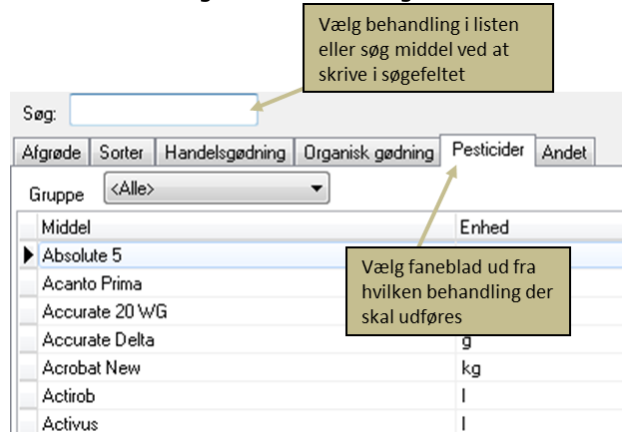 Vælg behandling i listen
eller søg middel ved at
skrive i søgefeltet
Søg:
Afgrøde Sorter Handelsgødning Organisk gødning Pesticider Andet
Gruppe <Alle>
Middel Enhed
Absolute 5
Acanto Prima
Accurate 20 WG
Vælg faneblad ud fra
hvilken behandling der
skal udføres
Accurate Delta g
Acrobat New kg
Actirob l
Activus l